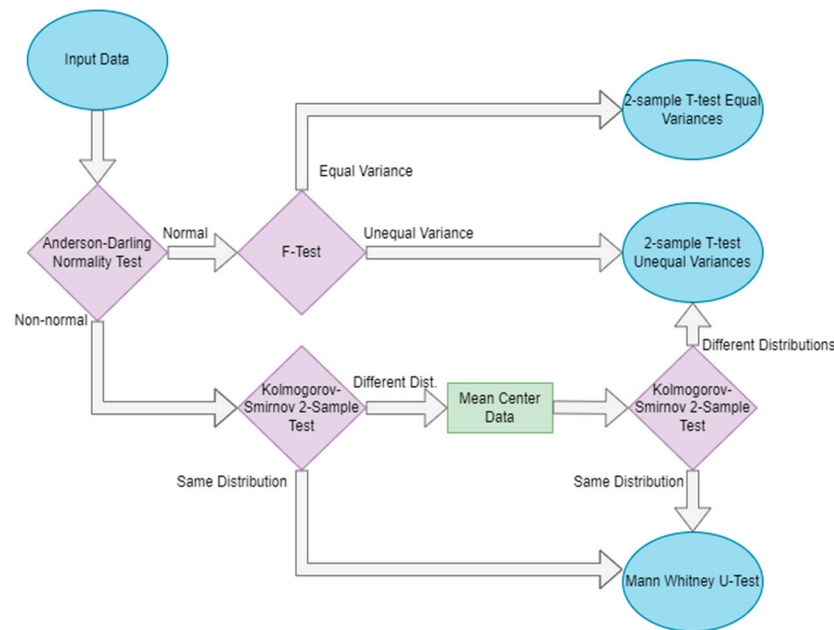 Input Data
2-sample T-test Equal
Variances
Equal Variance
Anderson-Darling
Normality Test
Normal
F-Test
Unequal Variance
2-sample T-test
Unequal Variances
Non-normal
Different Distributions
Kolmogorov-
Smirnov 2-Sample
Test
Different Dist.
Mean Center
Data
Kolmogorov-
Smirnov 2-Sample
Test
Same Distribution
Same Distribution
Mann Whitney U-Test